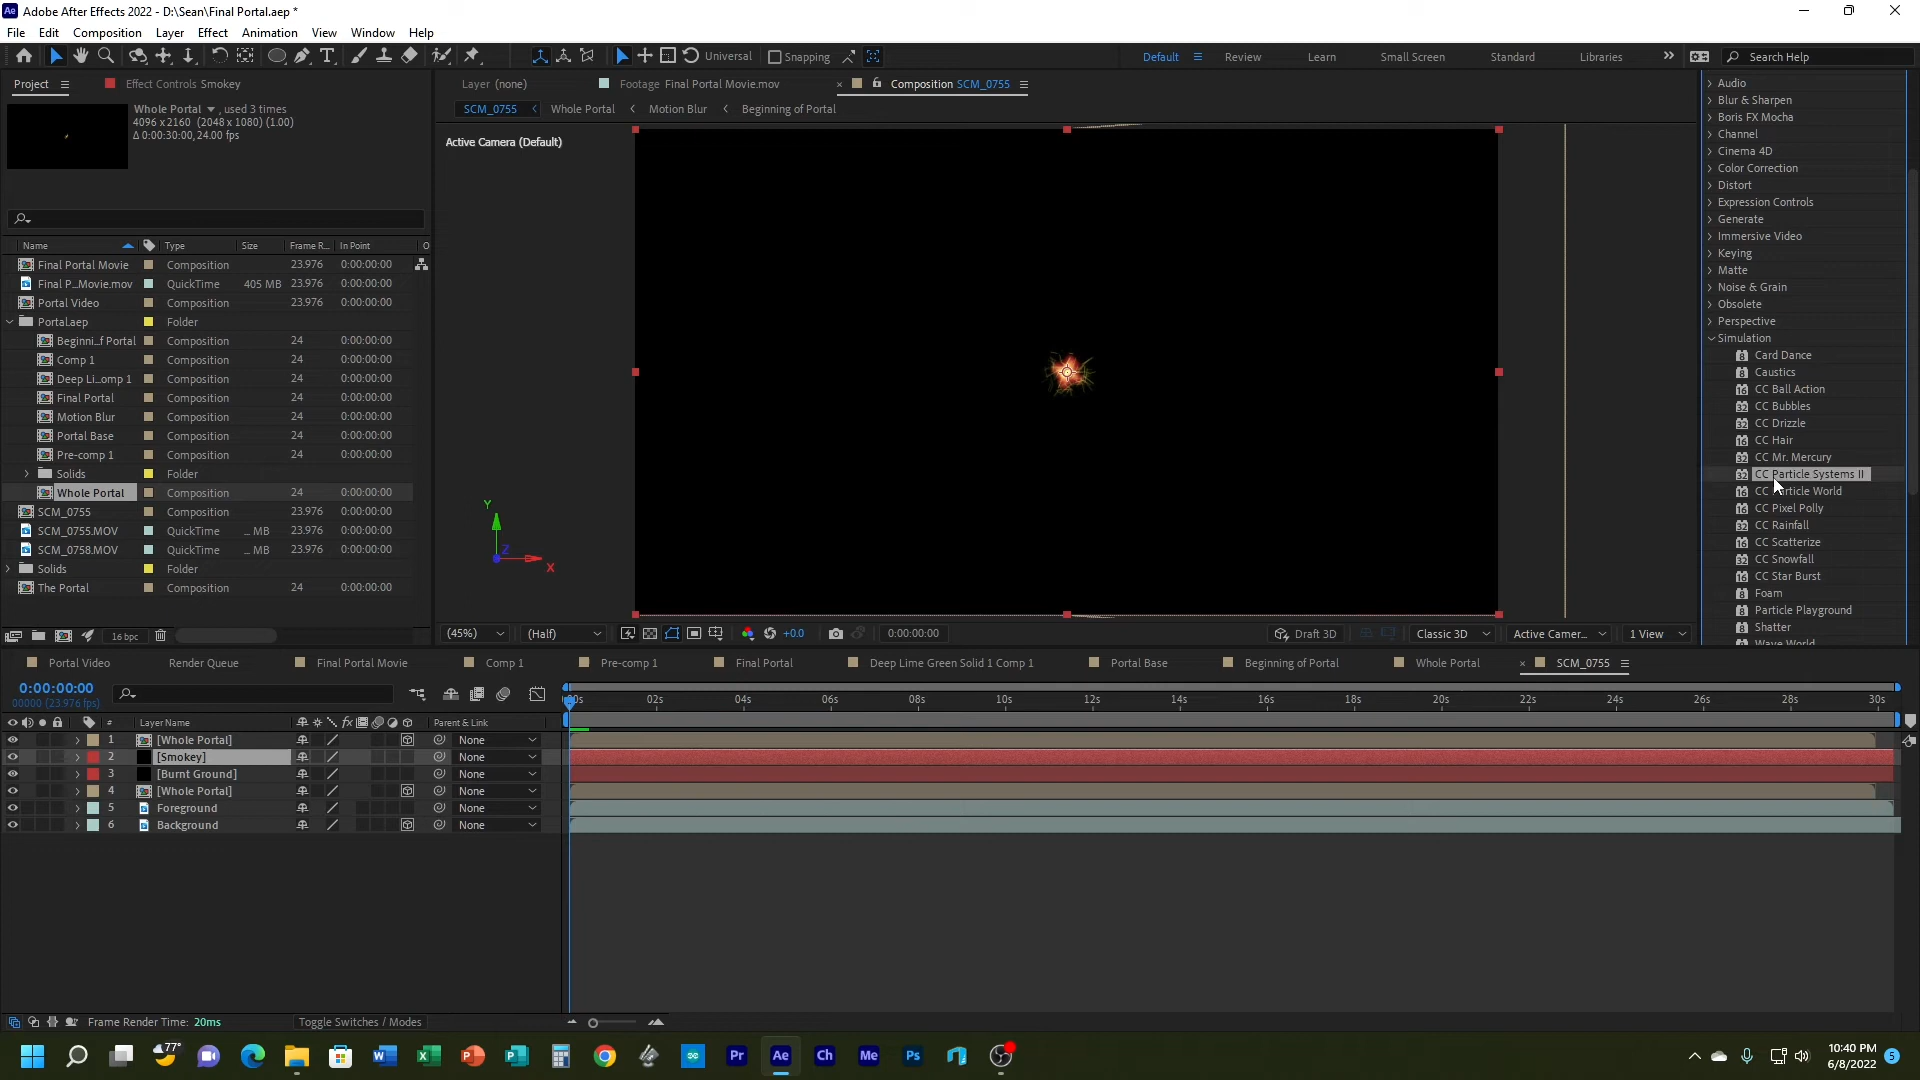 Adobe After Effects 2022 - D:\Sean\Final Portal.aep *
File Edit Composition Layer Effect Animation View Window Help
Universal Snapping Default Review Learn Small Screen Standard Libraries Search Help
Project Effect Controls Smokey
Whole Portal , used 3 times
4096 x 2160 (2048 x 1080) (1.00)
Δ 0:00:30:00, 24.00 fps
Layer (none) Footage Final Portal Movie.mov Composition SCM_0755
SCM_0755 Whole Portal Motion Blur Beginning of Portal
Active Camera (Default)
Name Type Size Frame R... In Point O
Final Portal Movie Composition 23.976 0:00:00:00
Final P...Movie.mov QuickTime 405 MB 23.976 0:00:00:00
Portal Video Composition 23.976 0:00:00:00
Portal.aep Folder
Beginni...f Portal Composition 24 0:00:00:00
Comp 1 Composition 24 0:00:00:00
Deep Li...omp 1 Composition 24 0:00:00:00
Final Portal Composition 24 0:00:00:00
Motion Blur Composition 24 0:00:00:00
Portal Base Composition 24 0:00:00:00
Pre-comp 1 Composition 24 0:00:00:00
Solids Folder
Whole Portal Composition 24 0:00:00:00
SCM_0755 Composition 23.976 0:00:00:00
SCM_0755.MOV QuickTime ... MB 23.976 0:00:00:00
SCM_0758.MOV QuickTime ... MB 23.976 0:00:00:00
Solids Folder
The Portal Composition 24 0:00:00:00
16 bpc
Y
Z
X
(45%) (Half) +0.0 0:00:00:00 Draft 3D Classic 3D Active Camer... 1 View
Audio
Blur & Sharpen
Boris FX Mocha
Channel
Cinema 4D
Color Correction
Distort
Expression Controls
Generate
Immersive Video
Keying
Matte
Noise & Grain
Obsolete
Perspective
Simulation
Card Dance
Caustics
CC Ball Action
CC Bubbles
CC Drizzle
CC Hair
CC Mr. Mercury
CC Particle Systems II
CC Particle World
CC Pixel Polly
CC Rainfall
CC Scatterize
CC Snowfall
CC Star Burst
Foam
Particle Playground
Shatter
Wave World
Portal Video Render Queue Final Portal Movie Comp 1 Pre-comp 1 Final Portal Deep Lime Green Solid 1 Comp 1 Portal Base Beginning of Portal Whole Portal SCM_0755
0:00:00:00
00000 (23.976 fps)
:00s 02s 04s 06s 08s 10s 12s 14s 16s 18s 20s 22s 24s 26s 28s 30s
# Layer Name fx Parent & Link
1 [Whole Portal] None
2 [Smokey] None
3 [Burnt Ground] None
4 [Whole Portal] None
5 Foreground None
6 Background None
Frame Render Time: 20ms Toggle Switches / Modes
77°
Pr Ae Ch Me Ps
10:40 PM
6/8/2022
5